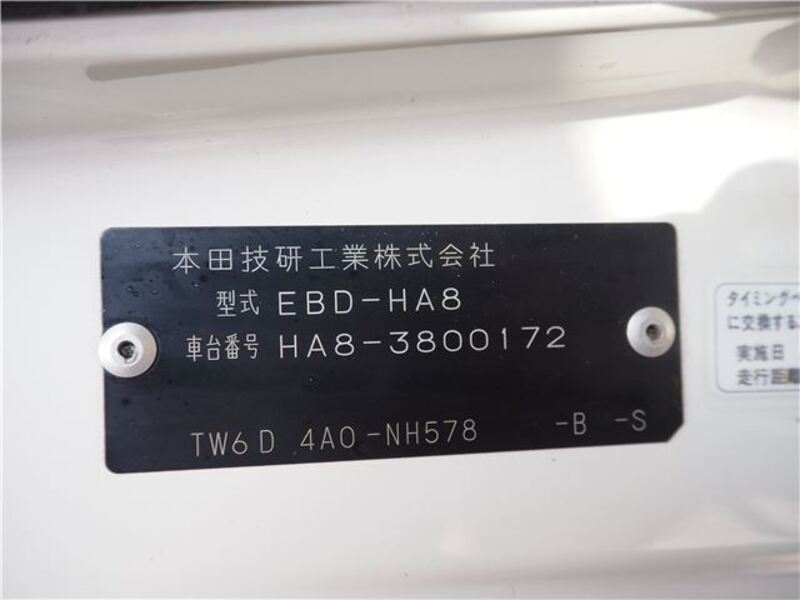 本田技研工業株式会社
型式 EBD-HA8
車台番号 HA8-3800172
TW6D 4A0-NH578 -B -S
タイミングベ
に交換する
実施日
走行距離